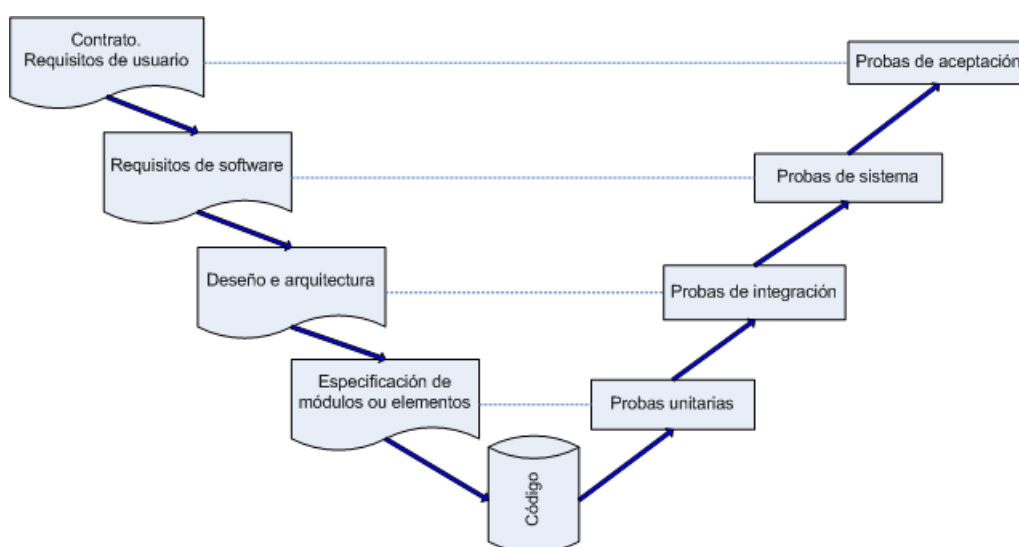 Contrato.
Requisitos de usuario
Probas de aceptación
Requisitos de software
Probas de sistema
Deseño e arquitectura
Probas de integración
Especificación de
módulos ou elementos
Probas unitarias
Código